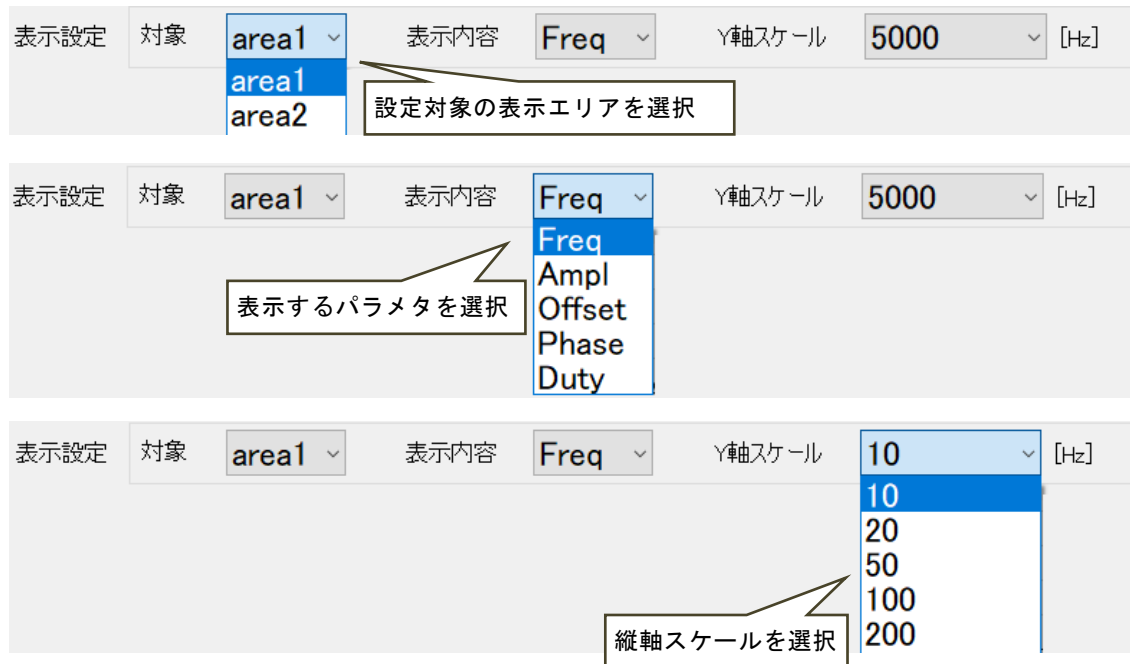 表示設定 対象 area1 表示内容 Freq Y軸スケール 5000 [Hz]
area1
area2
設定対象の表示エリアを選択
表示設定 対象 area1 表示内容 Freq Y軸スケール 5000 [Hz]
Freq
Ampl
Offset
Phase
Duty
表示するパラメタを選択
表示設定 対象 area1 表示内容 Freq Y軸スケール 10 [Hz]
10
20
50
100
200
縦軸スケールを選択